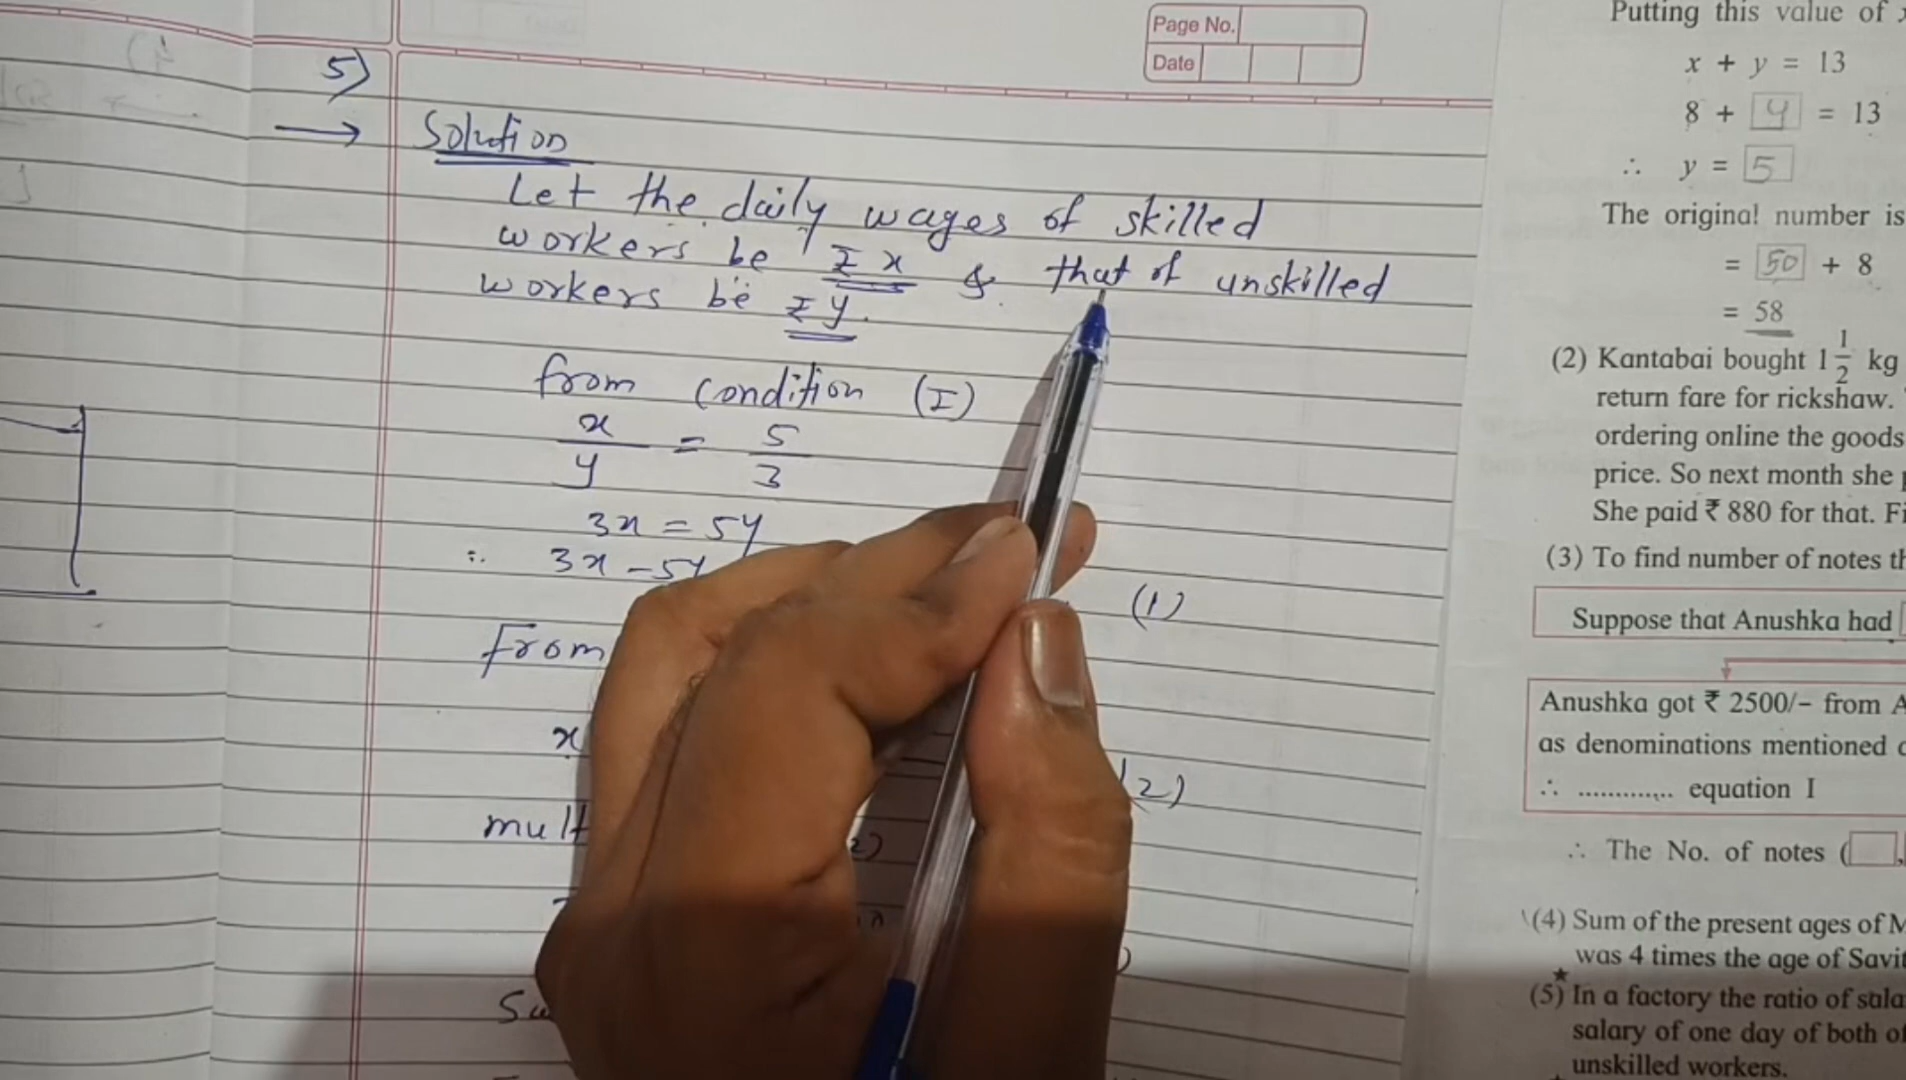 Page No.
Date
5)
→ Solution
Let the daily wages of skilled
workers be ₹ x & that of unskilled
workers be ₹ y.
from condition (I)
x/y = 5/3
3x = 5y
∴ 3x - 5y
(1)
From
x
(2)
mult
2)
Putting this value of
x + y = 13
8 + y = 13
∴ y = 5
The original number is
= 50 + 8
= 58
(2) Kantabai bought 1 1/2 kg
return fare for rickshaw.
ordering online the goods
price. So next month she
She paid ₹ 880 for that.
(3) To find number of notes
Suppose that Anushka had
Anushka got ₹ 2500/- from
as denominations mentioned
∴ ............. equation I
∴ The No. of notes (
(4) Sum of the present ages of
was 4 times the age of
(5) In a factory the ratio of
salary of one day of both
unskilled workers.